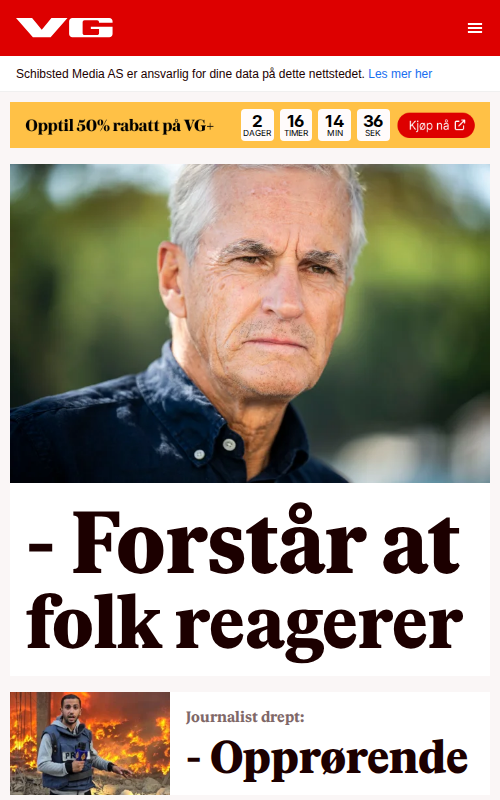 VG
Schibsted Media AS er ansvarlig for dine data på dette nettstedet. Les mer her
Opptil 50% rabatt på VG+
2 16 14 36
DAGER TIMER MIN SEK
Kjøp nå
- Forstår at
folk reagerer
Journalist drept:
- Opprørende